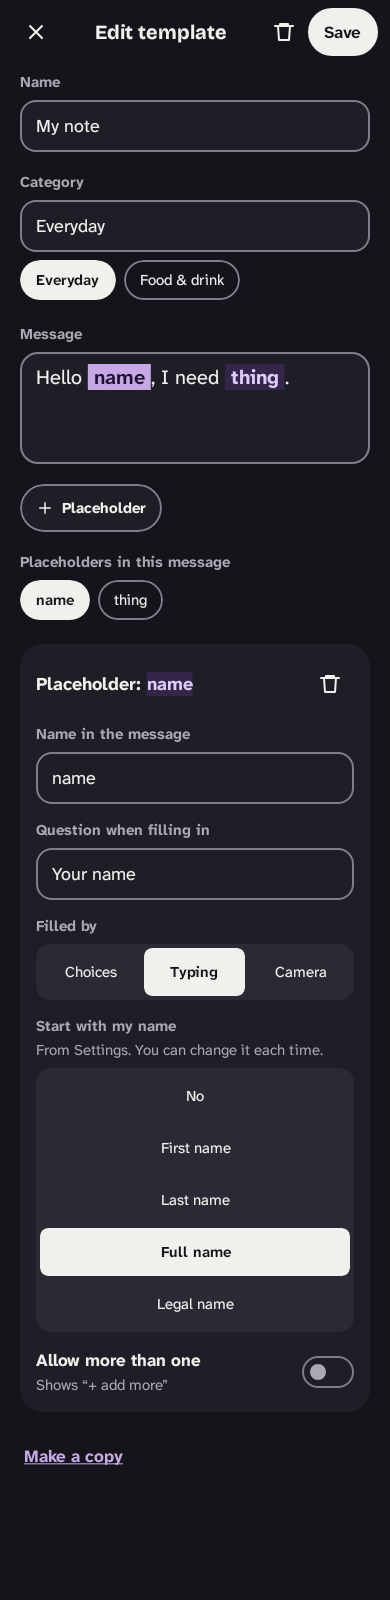 Edit template
Save
Name
My note
Category
Everyday
Everyday
Food & drink
Message
Hello name, I need thing.
+ Placeholder
Placeholders in this message
name
thing
Placeholder: name
Name in the message
name
Question when filling in
Your name
Filled by
Choices
Typing
Camera
Start with my name
From Settings. You can change it each time.
No
First name
Last name
Full name
Legal name
Allow more than one
Shows “+ add more”
Make a copy